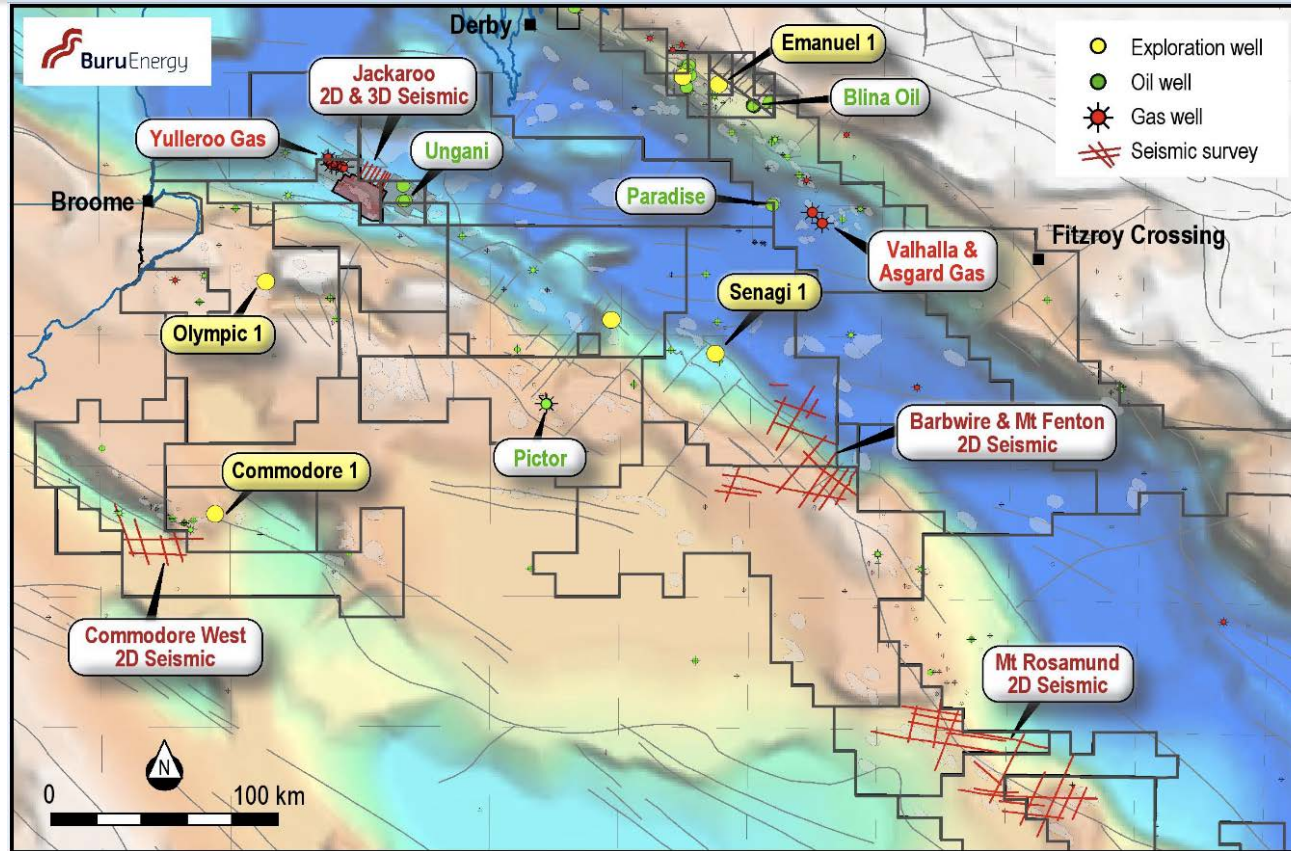 Derby
BuruEnergy
Emanuel 1
Exploration well
Oil well
Gas well
Seismic survey
Jackaroo
2D & 3D Seismic
Blina Oil
Yulleroo Gas
Ungani
Broome
Paradise
Fitzroy Crossing
Valhalla &
Asgard Gas
Senagi 1
Olympic 1
Pictor
Barbwire & Mt Fenton
2D Seismic
Commodore 1
Commodore West
2D Seismic
Mt Rosamund
2D Seismic
N
0 100 km